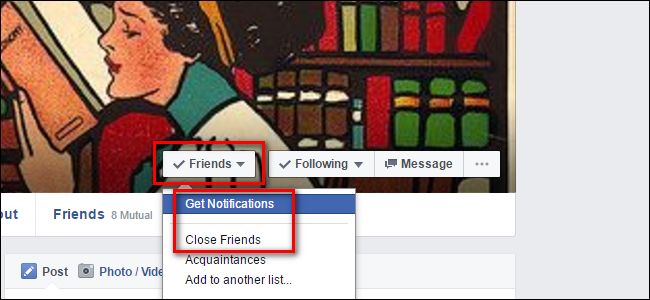 Friends Following Message
Get Notifications
out Friends 8 Mutual
Close Friends
Acquaintances
Post Photo / Vide
Add to another list...